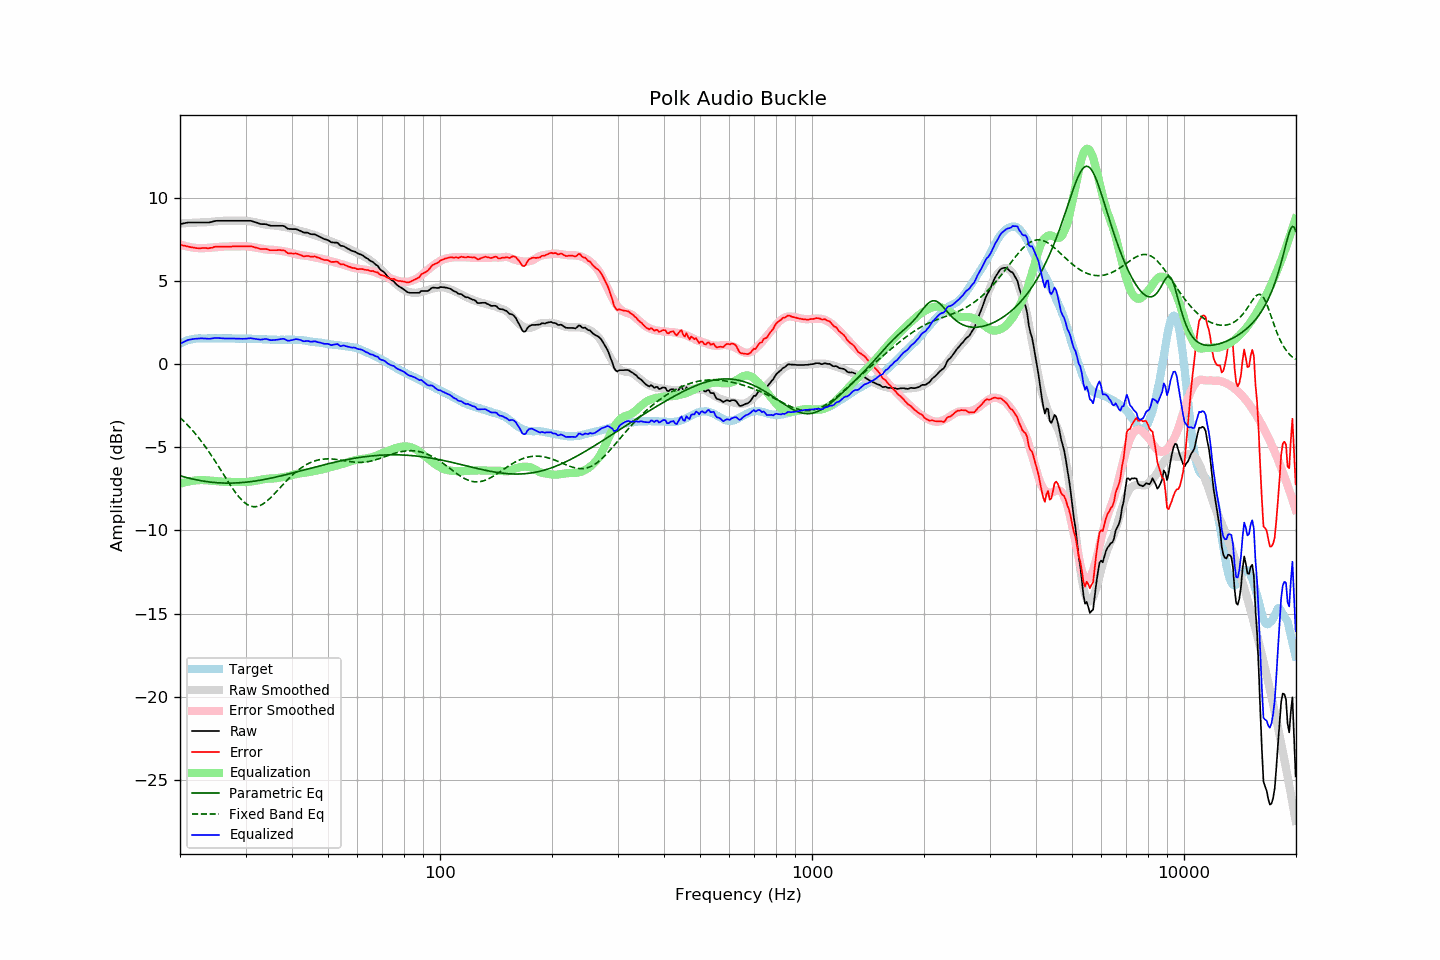 Polk Audio Buckle
Amplitude (dBr)
10
5
0
−5
−10
−15
−20
−25
Target
Raw Smoothed
Error Smoothed
Raw
Error
Equalization
Parametric Eq
Fixed Band Eq
Equalized
100
1000
10000
Frequency (Hz)